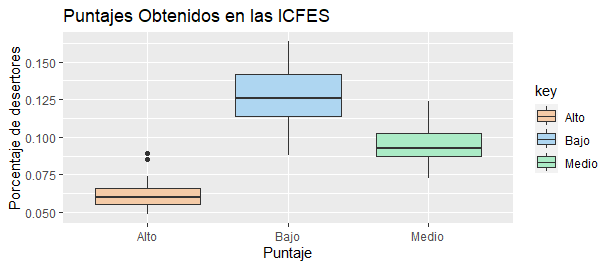 Puntajes Obtenidos en las ICFES
Porcentaje de desertores
0.150
0.125
0.100
0.075
0.050
Alto
Bajo
Medio
Puntaje
key
Alto
Bajo
Medio